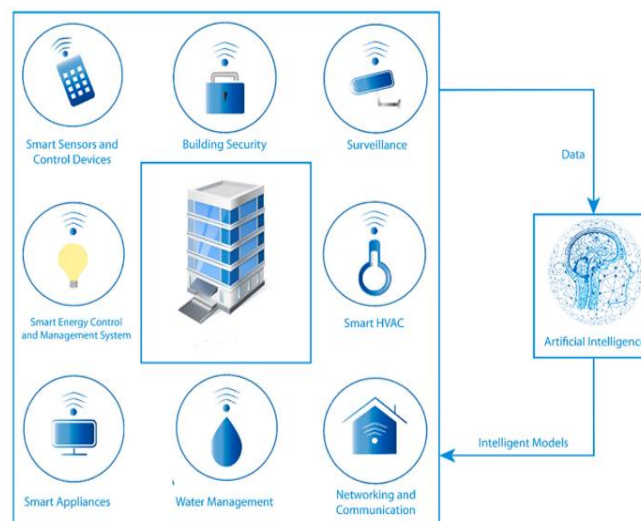 Smart Sensors and
Control Devices
Building Security
Surveillance
Data
Smart Energy Control
and Management System
Smart HVAC
Artificial Intelligence
Intelligent Models
Smart Appliances
Water Management
Networking and
Communication